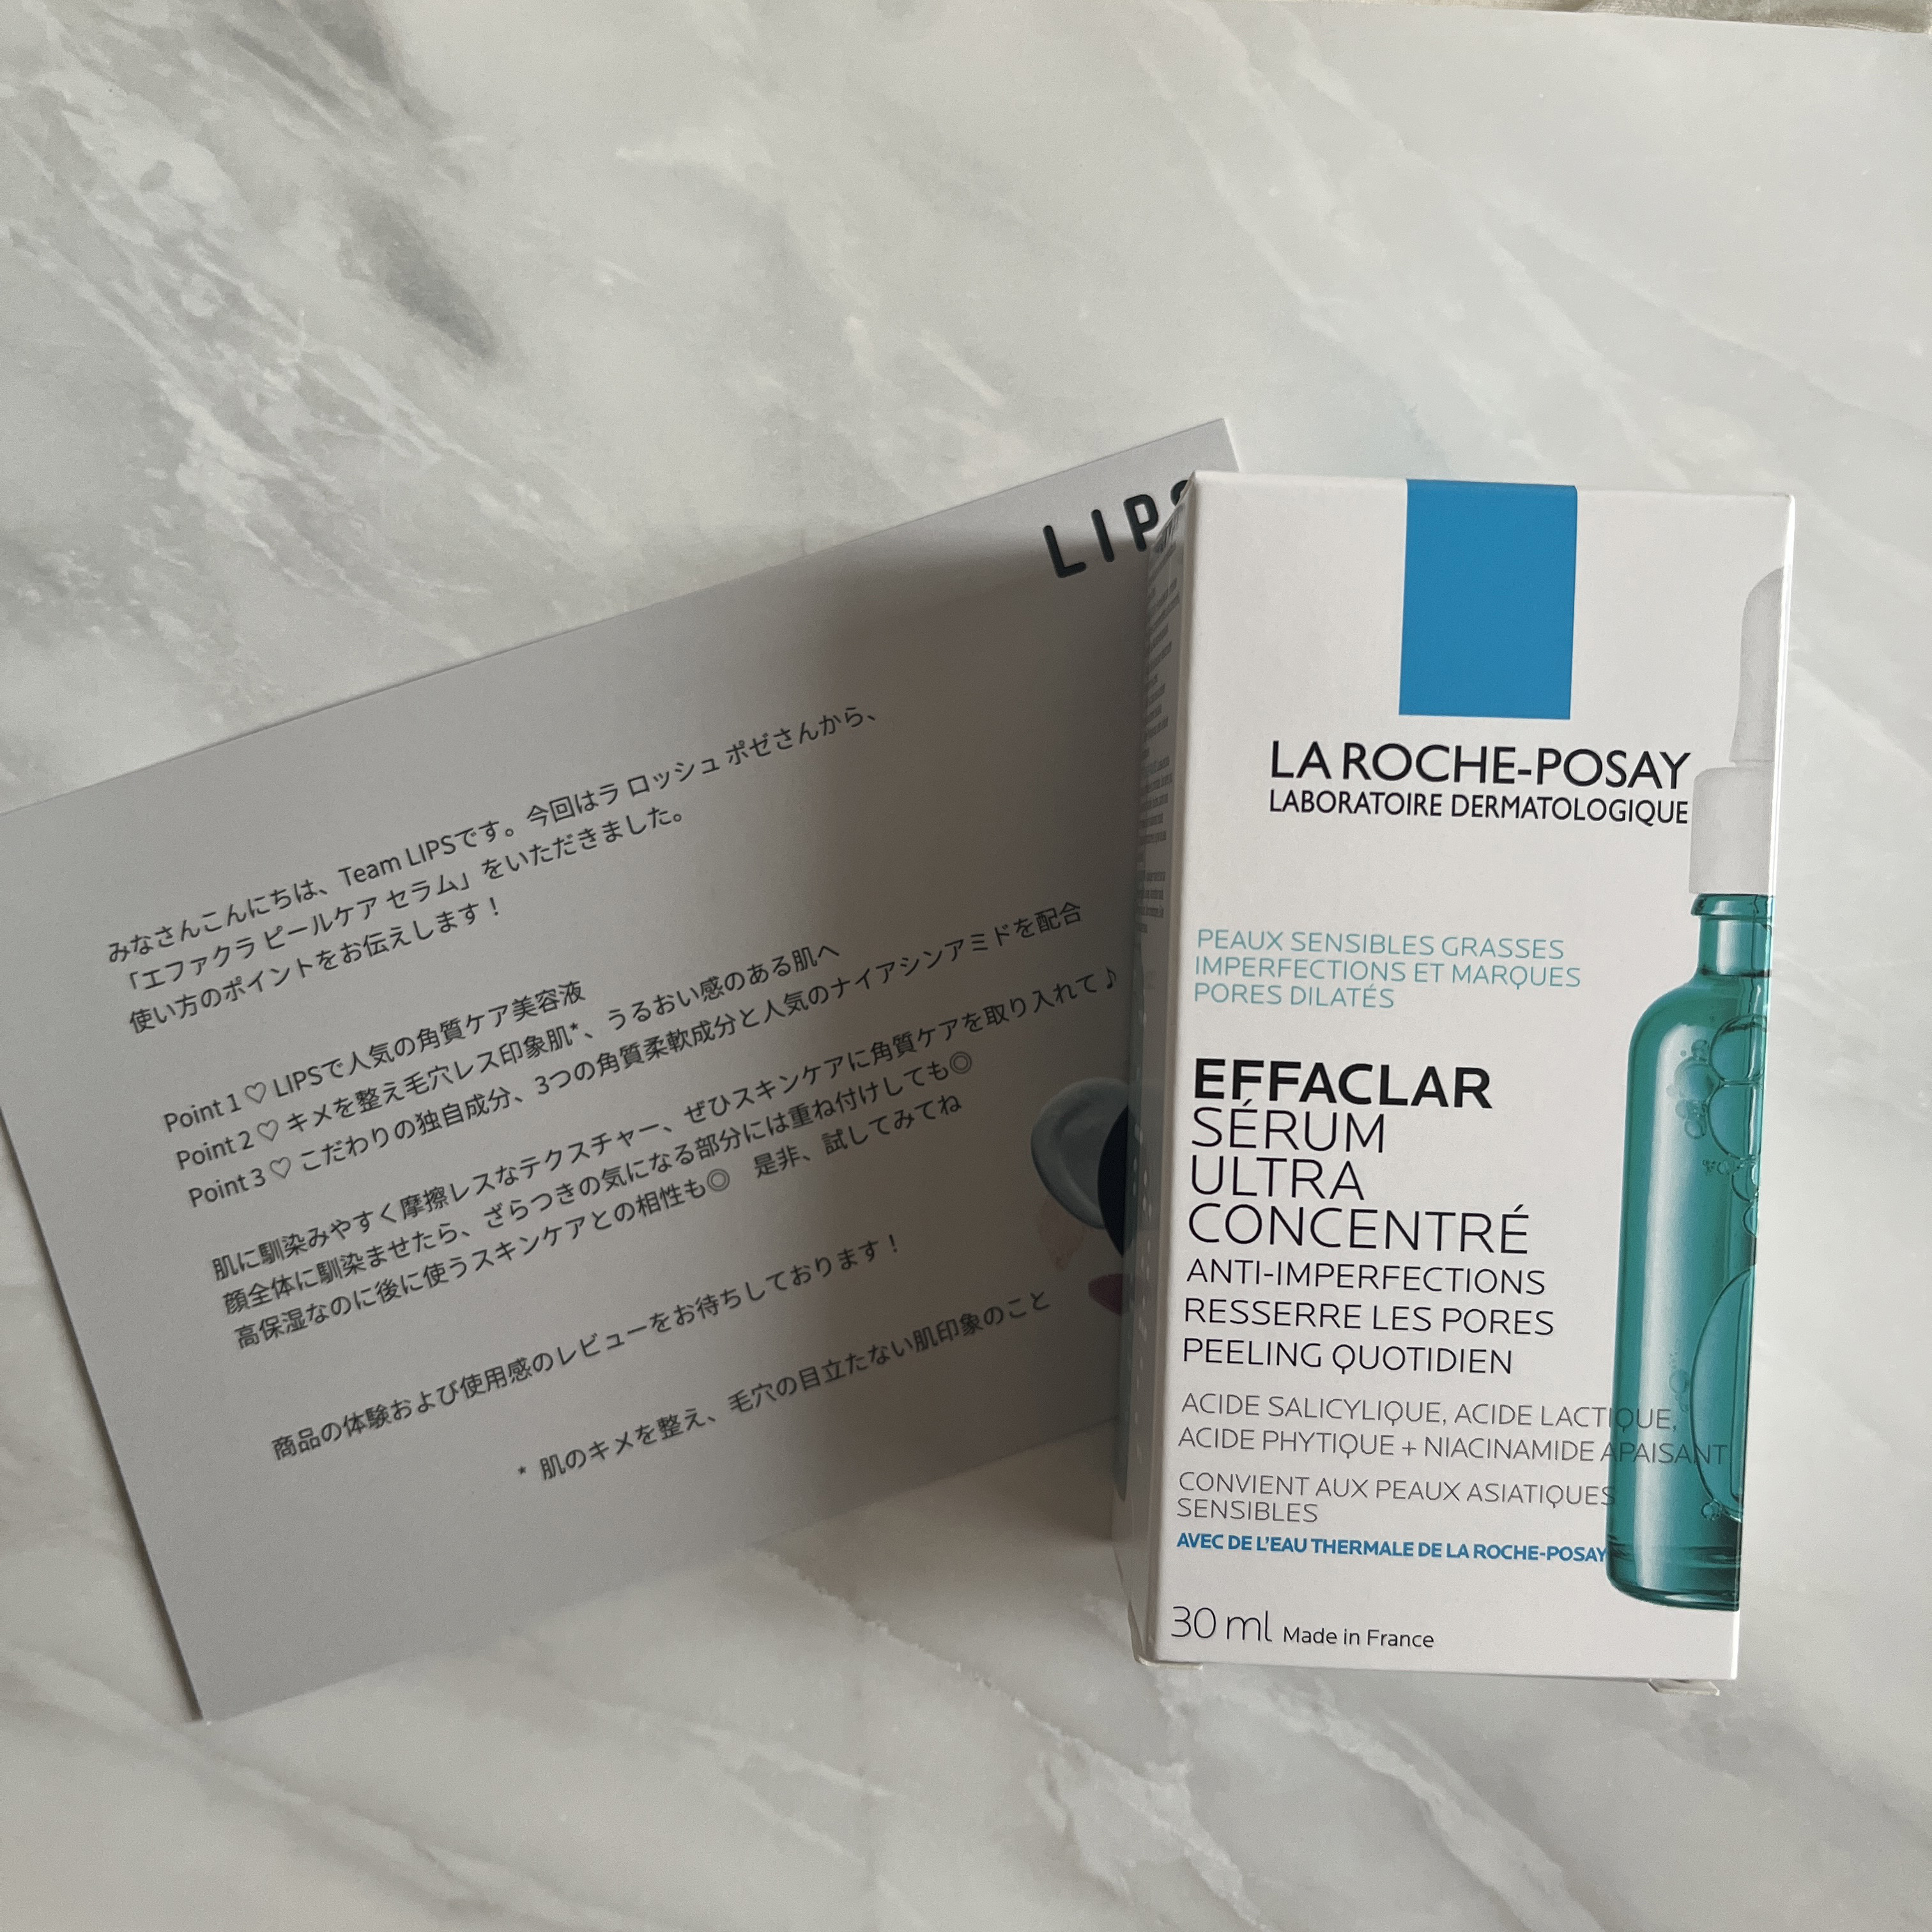 LIPS
みなさんこんにちは、Team LIPSです。今回はラ ロッシュ ポゼさんから、
「エファクラ ピールケア セラム」をいただきました。
使い方のポイントをお伝えします！
Point 1 ♡ LIPSで人気の角質ケア美容液
Point 2 ♡ キメを整え毛穴レス印象肌*、うるおい感のある肌へ
Point 3 ♡ こだわりの独自成分、3つの角質柔軟成分と人気のナイアシンアミドを配合
肌に馴染みやすく摩擦レスなテクスチャー、ぜひスキンケアに角質ケアを取り入れて♪
顔全体に馴染ませたら、ざらつきの気になる部分には重ね付けしても◎
高保湿なのに後に使うスキンケアとの相性も◎　是非、試してみてね
商品の体験および使用感のレビューをお待ちしております！
* 肌のキメを整え、毛穴の目立たない肌印象のこと
LA ROCHE-POSAY
LABORATOIRE DERMATOLOGIQUE
PEAUX SENSIBLES GRASSES
IMPERFECTIONS ET MARQUES
PORES DILATÉS
EFFACLAR
SÉRUM
ULTRA
CONCENTRÉ
ANTI-IMPERFECTIONS
RESSERRE LES PORES
PEELING QUOTIDIEN
ACIDE SALICYLIQUE, ACIDE LACTIQUE,
ACIDE PHYTIQUE + NIACINAMIDE APAISANT
CONVIENT AUX PEAUX ASIATIQUES
SENSIBLES
AVEC DE L'EAU THERMALE DE LA ROCHE-POSAY
30 ml Made in France